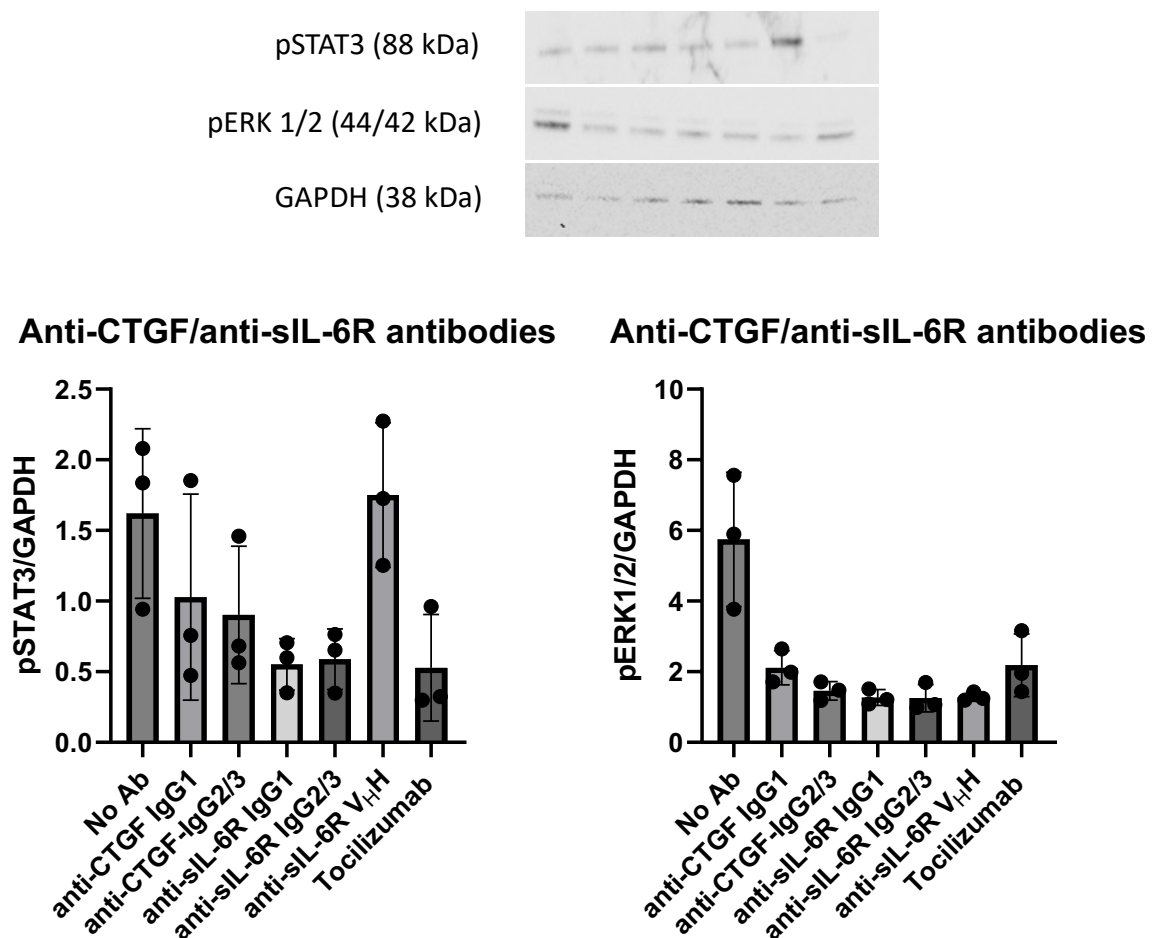 pSTAT3 (88 kDa)
pERK 1/2 (44/42 kDa)
GAPDH (38 kDa)
Anti-CTGF/anti-sIL-6R antibodies
pSTAT3/GAPDH
2.5
2.0
1.5
1.0
0.5
0.0
No Ab
anti-CTGF IgG1
anti-CTGF-IgG2/3
anti-sIL-6R IgG1
anti-sIL-6R IgG2/3
anti-sIL-6R VHH
Tocilizumab
Anti-CTGF/anti-sIL-6R antibodies
pERK1/2/GAPDH
10
8
6
4
2
0
No Ab
anti-CTGF IgG1
anti-CTGF-IgG2/3
anti-sIL-6R IgG1
anti-sIL-6R IgG2/3
anti-sIL-6R VHH
Tocilizumab